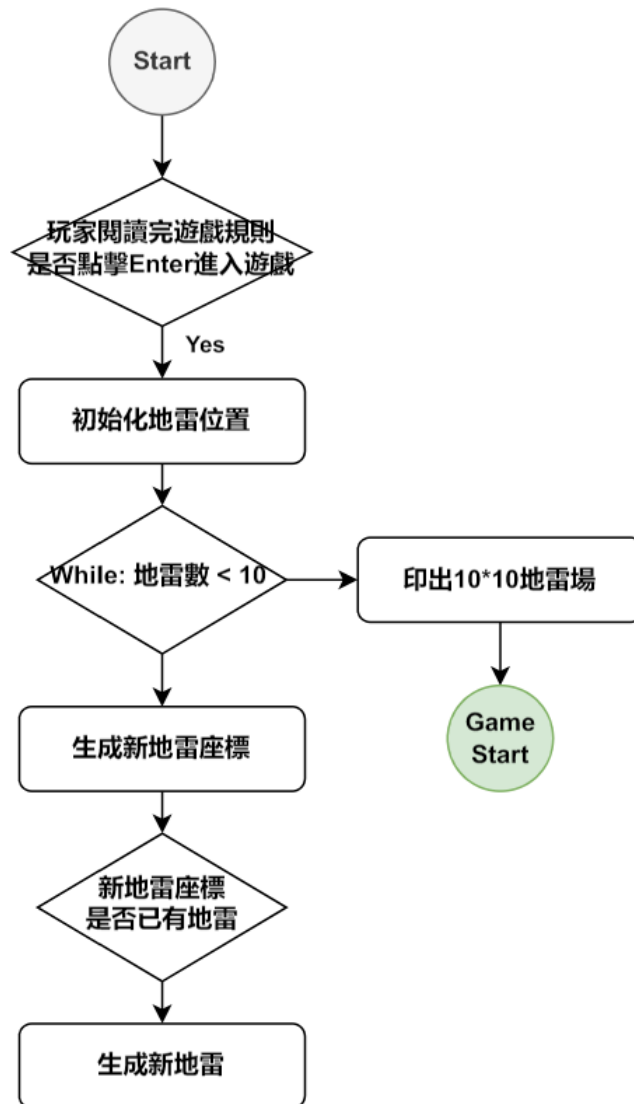 Start
玩家閱讀完遊戲規則
是否點擊Enter進入遊戲
Yes
初始化地雷位置
While: 地雷數 < 10
印出10*10地雷場
生成新地雷座標
Game
Start
新地雷座標
是否已有地雷
生成新地雷